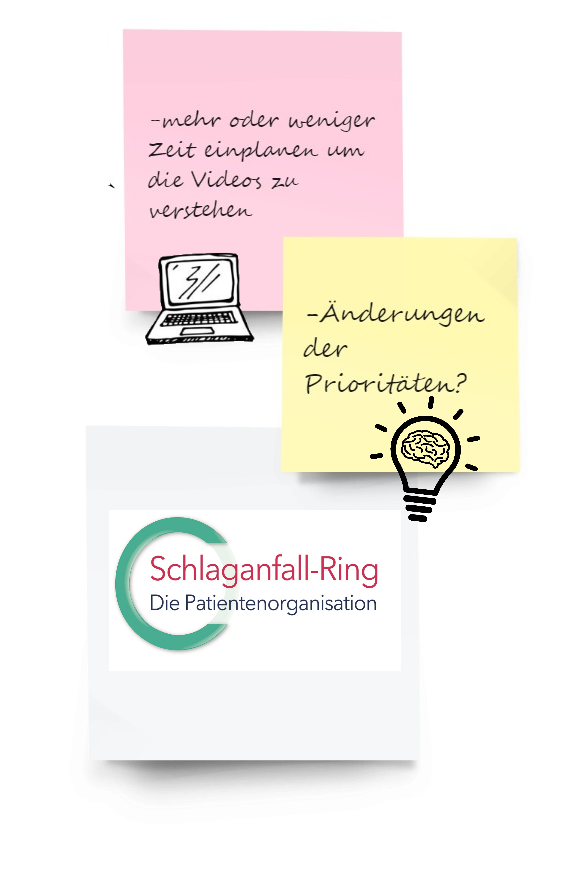 -mehr oder weniger
Zeit einplanen um
die Videos zu
verstehen
-Änderungen
der
Prioritäten?
Schlaganfall-Ring
Die Patientenorganisation